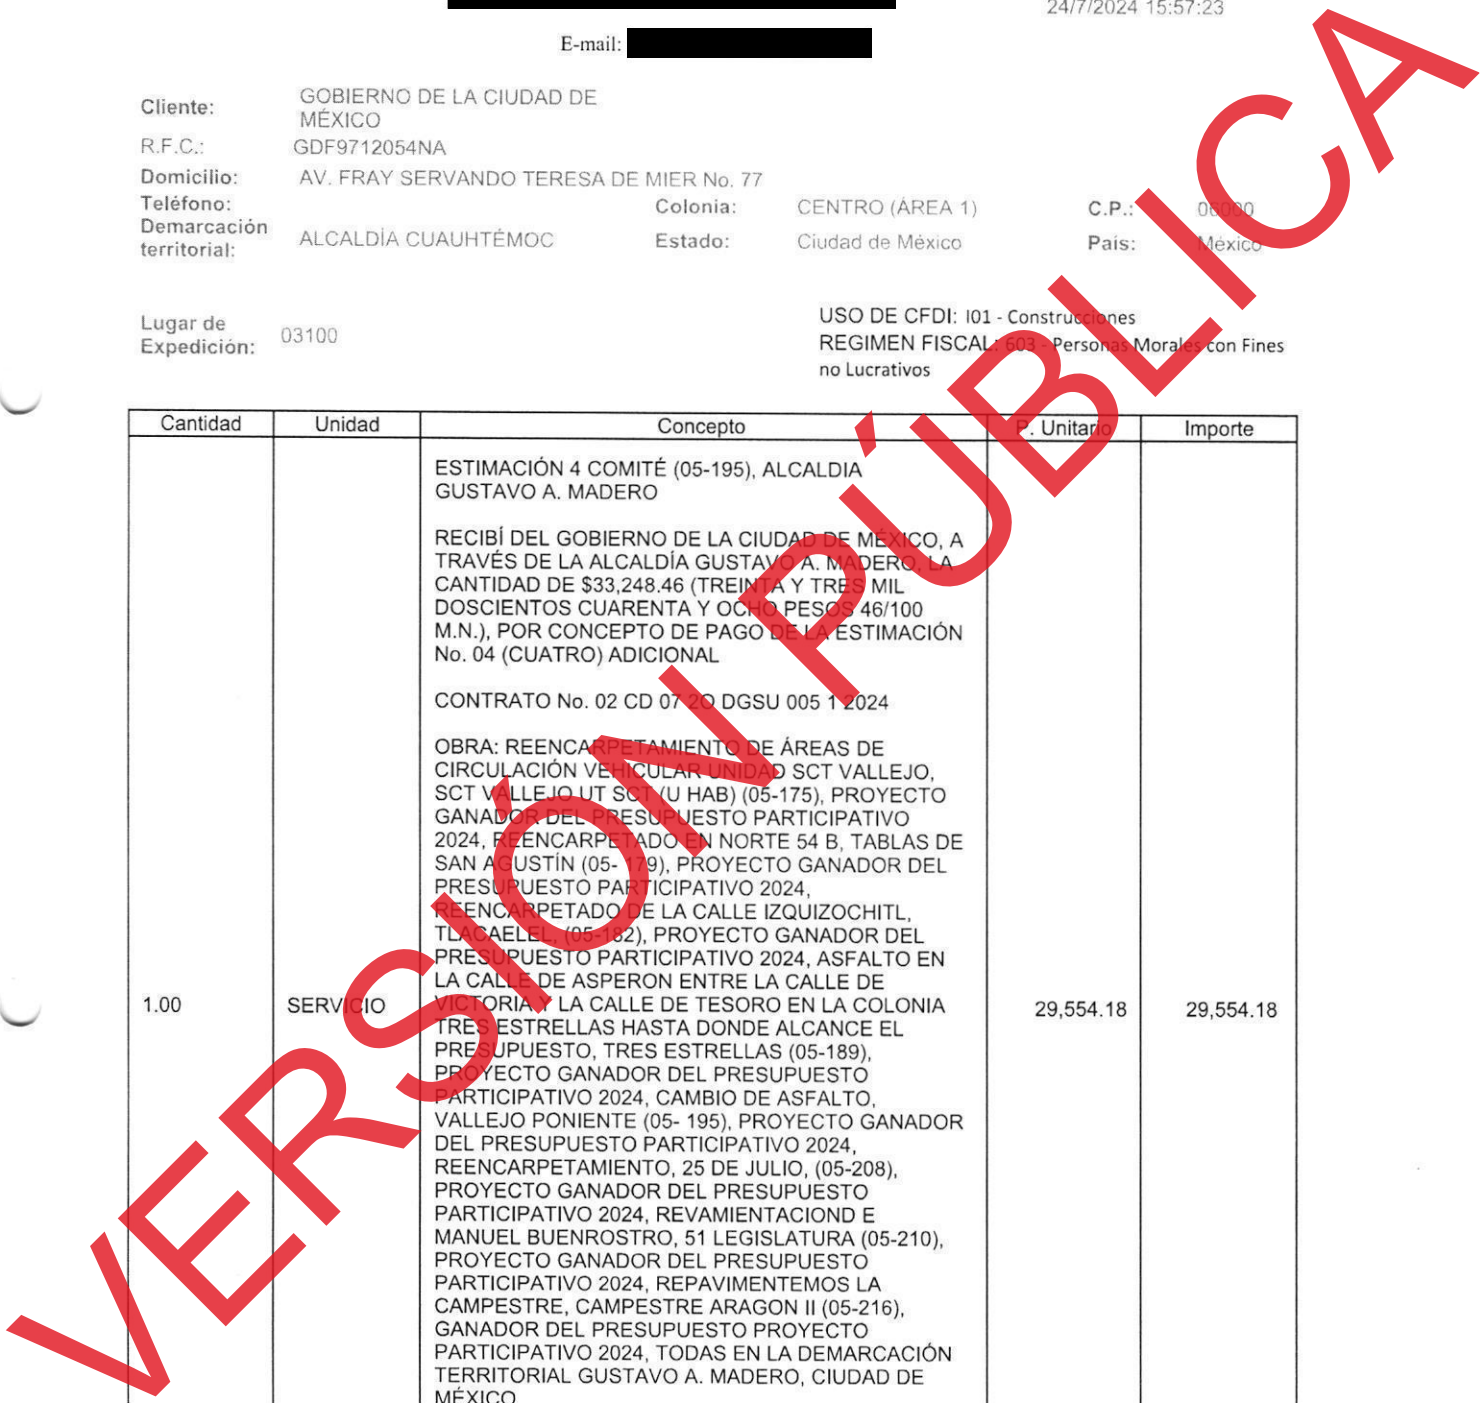 24/7/2024 15:57:23
E-mail:
Cliente: GOBIERNO DE LA CIUDAD DE
MÉXICO
R.F.C.: GDF9712054NA
Domicilio: AV. FRAY SERVANDO TERESA DE MIER No. 77
Teléfono: Colonia: CENTRO (ÁREA 1) C.P.: 06000
Demarcación
territorial: ALCALDÍA CUAUHTÉMOC Estado: Ciudad de México País: México
Lugar de
Expedición: 03100
USO DE CFDI: I01 - Construcciones
REGIMEN FISCAL: 603 - Personas Morales con Fines
no Lucrativos
Cantidad Unidad Concepto P. Unitario Importe
ESTIMACIÓN 4 COMITÉ (05-195), ALCALDIA
GUSTAVO A. MADERO
RECIBÍ DEL GOBIERNO DE LA CIUDAD DE MÉXICO, A
TRAVÉS DE LA ALCALDÍA GUSTAVO A. MADERO, LA
CANTIDAD DE $33,248.46 (TREINTA Y TRES MIL
DOSCIENTOS CUARENTA Y OCHO PESOS 46/100
M.N.), POR CONCEPTO DE PAGO DE LA ESTIMACIÓN
No. 04 (CUATRO) ADICIONAL
CONTRATO No. 02 CD 07 2O DGSU 005 1 2024
OBRA: REENCARPETAMIENTO DE ÁREAS DE
CIRCULACIÓN VEHICULAR UNIDAD SCT VALLEJO,
SCT VALLEJO UT SCT (U HAB) (05-175), PROYECTO
GANADOR DEL PRESUPUESTO PARTICIPATIVO
2024, REENCARPETADO EN NORTE 54 B, TABLAS DE
SAN AGUSTÍN (05- 179), PROYECTO GANADOR DEL
PRESUPUESTO PARTICIPATIVO 2024,
REENCARPETADO DE LA CALLE IZQUIZOCHITL,
TLACAELEL, (05-182), PROYECTO GANADOR DEL
PRESUPUESTO PARTICIPATIVO 2024, ASFALTO EN
LA CALLE DE ASPERON ENTRE LA CALLE DE
1.00 SERVICIO VICTORIA Y LA CALLE DE TESORO EN LA COLONIA 29,554.18 29,554.18
TRES ESTRELLAS HASTA DONDE ALCANCE EL
PRESUPUESTO, TRES ESTRELLAS (05-189),
PROYECTO GANADOR DEL PRESUPUESTO
PARTICIPATIVO 2024, CAMBIO DE ASFALTO,
VALLEJO PONIENTE (05- 195), PROYECTO GANADOR
DEL PRESUPUESTO PARTICIPATIVO 2024,
REENCARPETAMIENTO, 25 DE JULIO, (05-208),
PROYECTO GANADOR DEL PRESUPUESTO
PARTICIPATIVO 2024, REVAMIENTACIOND E
MANUEL BUENROSTRO, 51 LEGISLATURA (05-210),
PROYECTO GANADOR DEL PRESUPUESTO
PARTICIPATIVO 2024, REPAVIMENTEMOS LA
CAMPESTRE, CAMPESTRE ARAGON II (05-216),
GANADOR DEL PRESUPUESTO PROYECTO
PARTICIPATIVO 2024, TODAS EN LA DEMARCACIÓN
TERRITORIAL GUSTAVO A. MADERO, CIUDAD DE
MÉXICO
VERSIÓN PÚBLICA